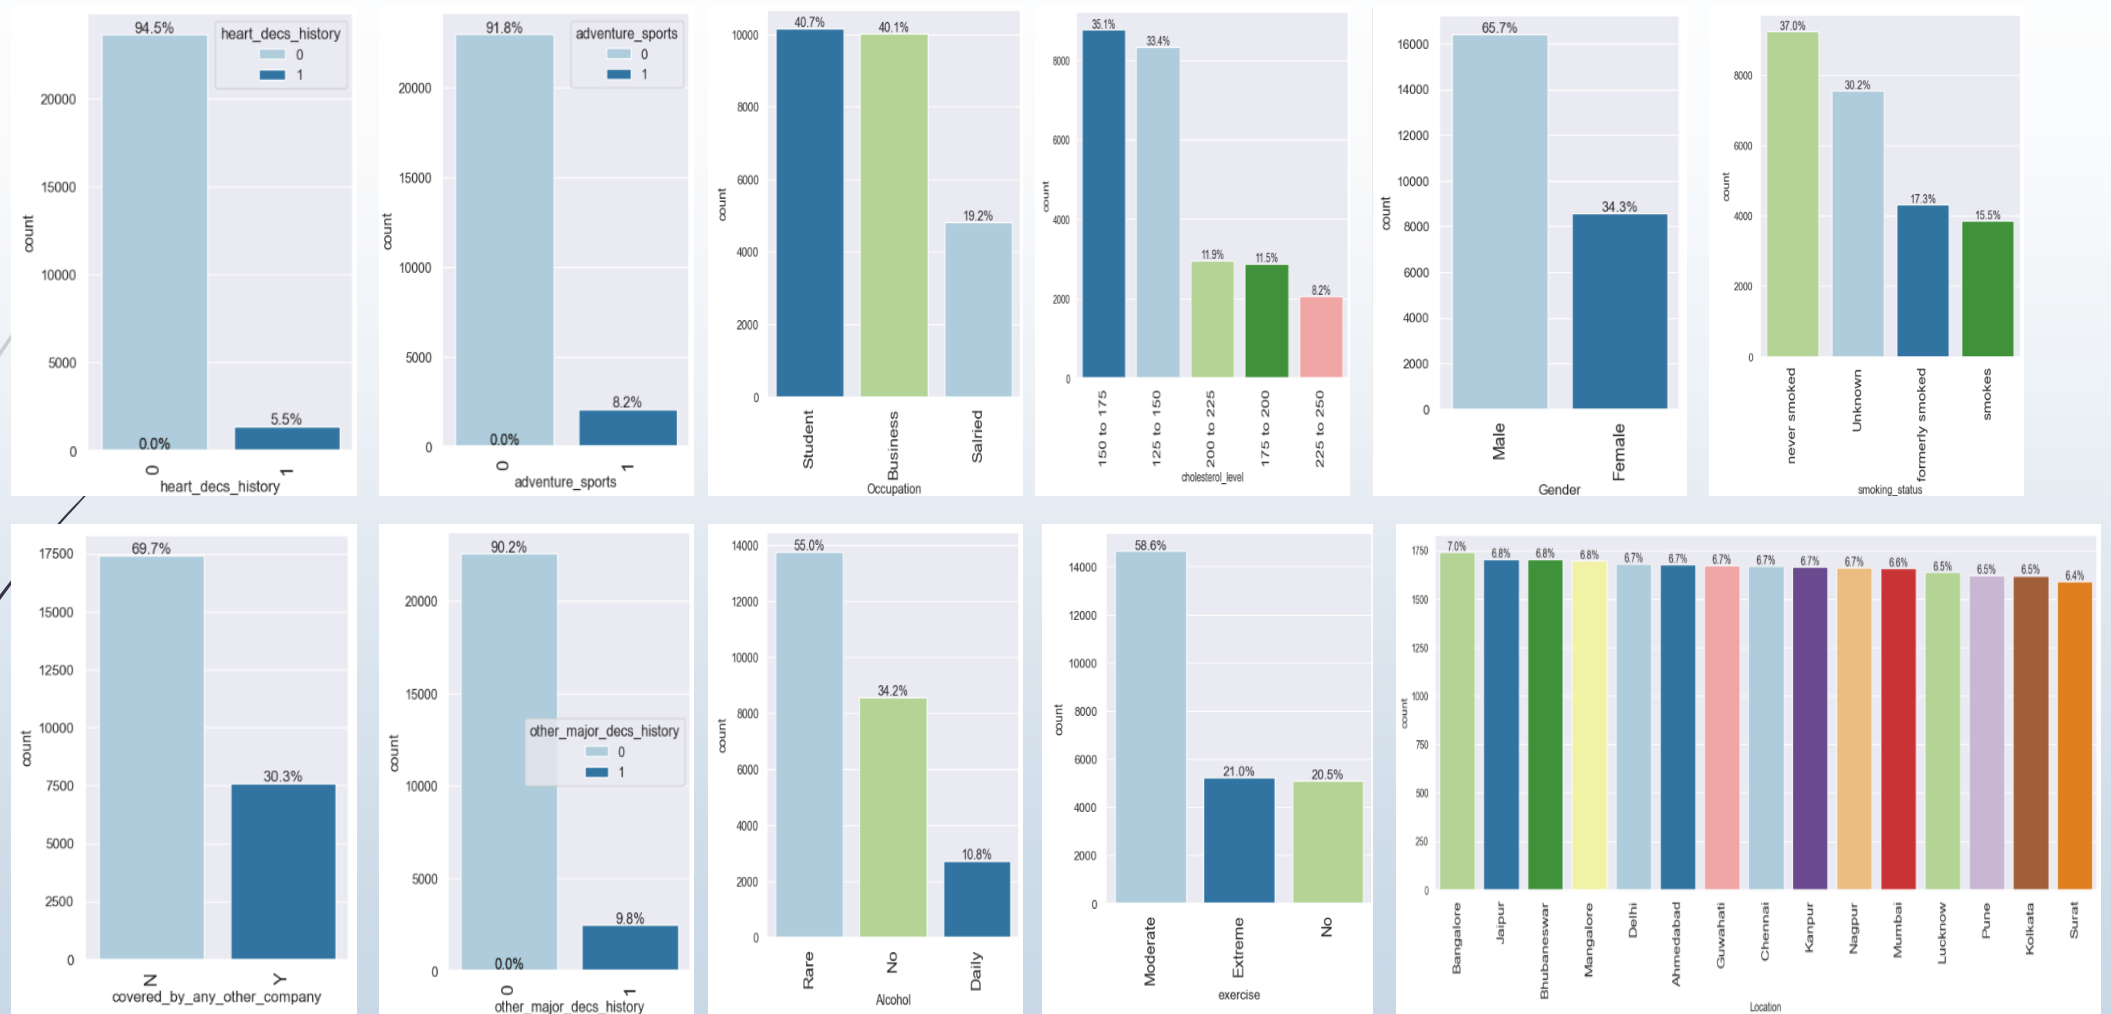 94.5%
heart_decs_history
0
1
20000
15000
10000
5000
0
count
5.5%
0.0%
0
1
heart_decs_history
91.8%
adventure_sports
0
1
20000
15000
10000
5000
0
count
8.2%
0.0%
0
1
adventure_sports
40.7%
40.1%
19.2%
10000
8000
6000
4000
2000
0
count
Student
Business
Salried
Occupation
35.1%
33.4%
11.9%
11.5%
8.2%
8000
6000
4000
2000
0
count
150 to 175
125 to 150
200 to 225
175 to 200
225 to 250
cholesterol_level
65.7%
34.3%
16000
14000
12000
10000
8000
6000
4000
2000
0
count
Male
Female
Gender
37.0%
30.2%
17.3%
15.5%
8000
6000
4000
2000
0
count
never smoked
Unknown
formerly smoked
smokes
smoking_status
69.7%
30.3%
17500
15000
12500
10000
7500
5000
2500
0
count
N
Y
covered_by_any_other_company
90.2%
20000
15000
10000
5000
0
count
other_major_decs_history
0
1
9.8%
0.0%
0
1
other_major_decs_history
55.0%
34.2%
10.8%
14000
12000
10000
8000
6000
4000
2000
0
count
Rare
No
Daily
Alcohol
58.6%
21.0%
20.5%
14000
12000
10000
8000
6000
4000
2000
0
count
Moderate
Extreme
No
exercise
7.0%
6.8%
6.8%
6.8%
6.7%
6.7%
6.7%
6.7%
6.7%
6.7%
6.6%
6.5%
6.5%
6.5%
6.4%
1750
1500
1250
1000
750
500
250
0
count
Bangalore
Jaipur
Bhubaneswar
Mangalore
Delhi
Ahmedabad
Guwahati
Chennai
Kanpur
Nagpur
Mumbai
Lucknow
Pune
Kolkata
Surat
Location